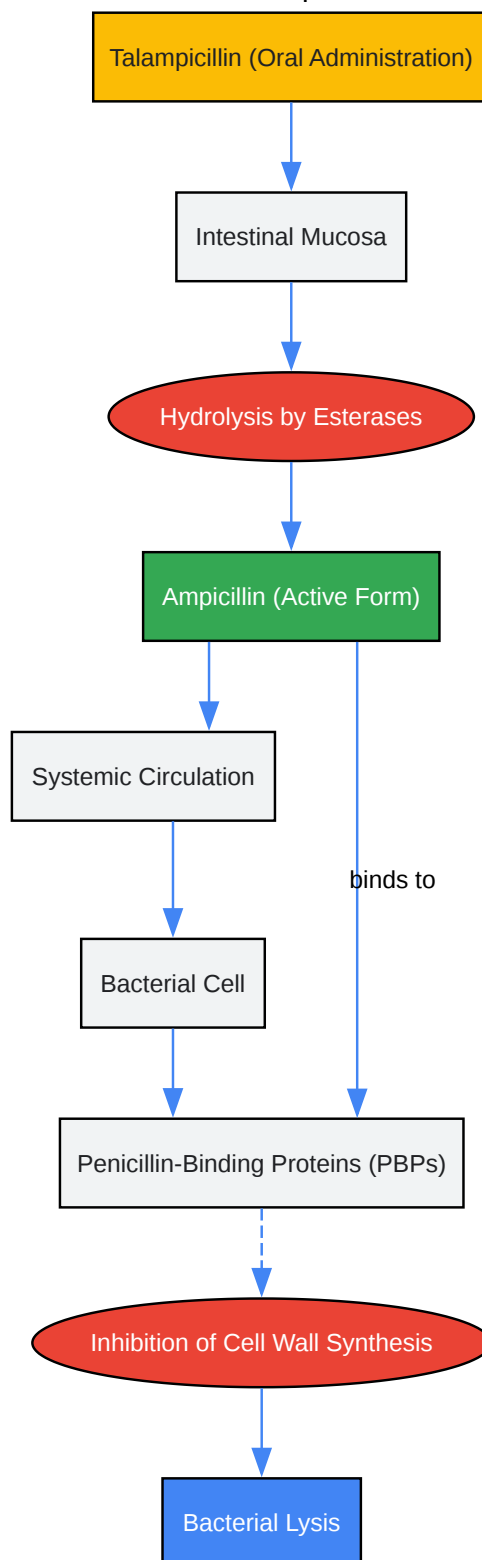 Talampicillin (Oral Administration)
Intestinal Mucosa
Hydrolysis by Esterases
Ampicillin (Active Form)
Systemic Circulation
binds to
Bacterial Cell
Penicillin-Binding Proteins (PBPs)
Inhibition of Cell Wall Synthesis
Bacterial Lysis